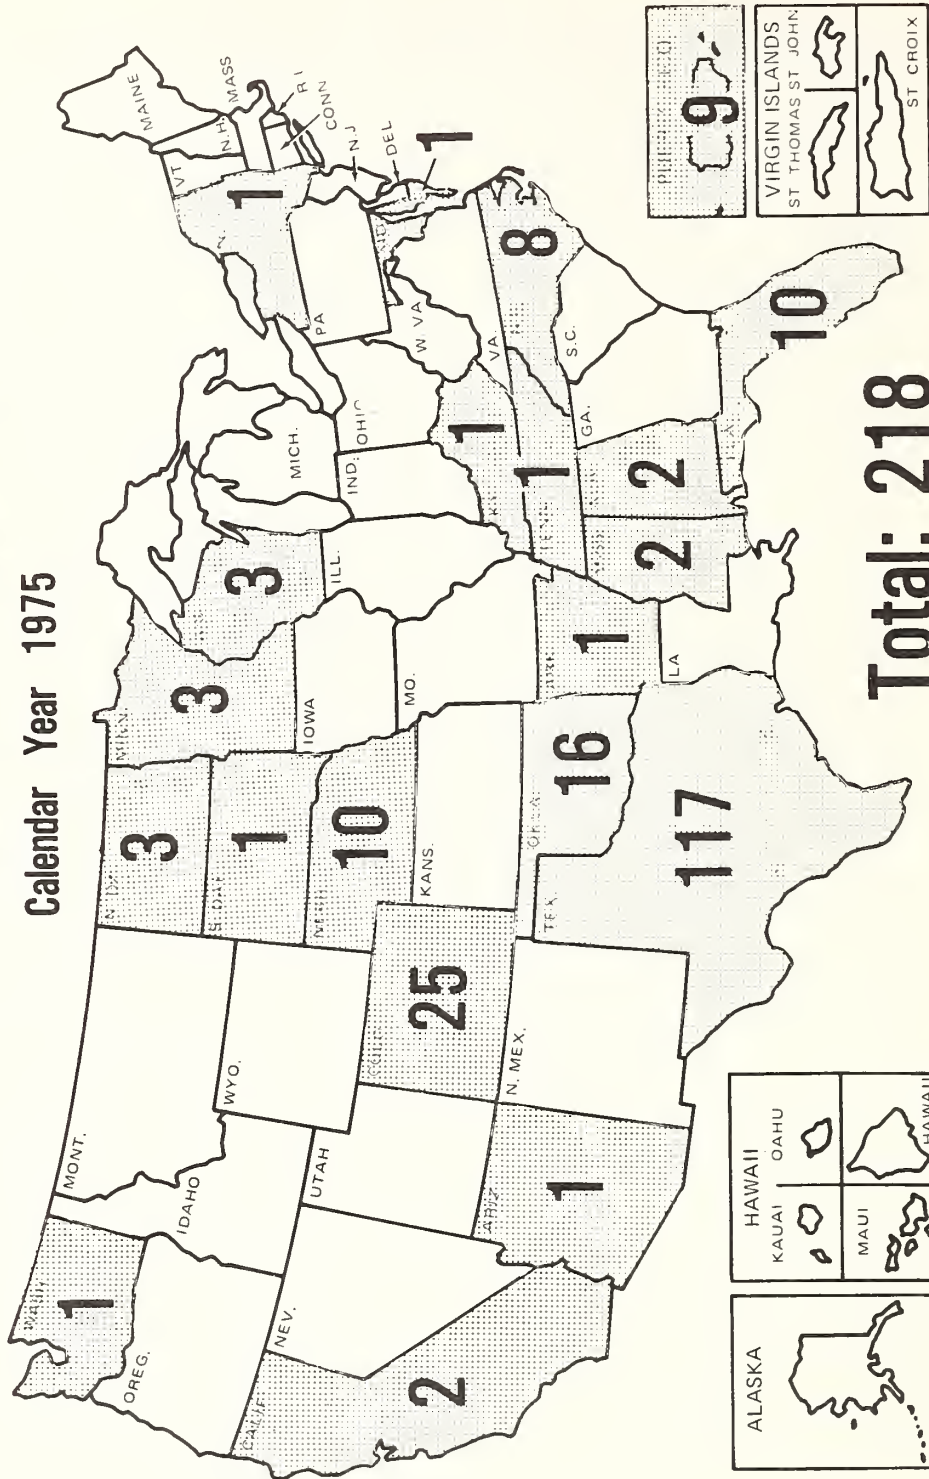 Calendar Year 1975
WASH
1
OREG.
CALIF
2
NEV.
IDAHO
MONT.
WYO.
UTAH
ARIZ
1
COLO
25
N. MEX.
N DAK
3
S. DAK
1
NEBR
10
KANS.
OKLA
16
TEX.
117
MINN
3
IOWA
MO.
ARK
1
LA
3
ILL
MICH.
IND.
OHIO
KY
1
TENN
1
MISS
2
2
GA.
FLA
10
S.C.
8
VA.
W. VA.
PA
1
VT
N.H.
MAINE
MASS
R I
CONN
N.J
DEL
MD
1
9
VIRGIN ISLANDS
ST THOMAS
ST JOHN
ST CROIX
ALASKA
HAWAII
KAUAI
OAHU
MAUI
HAWAII
Total: 218